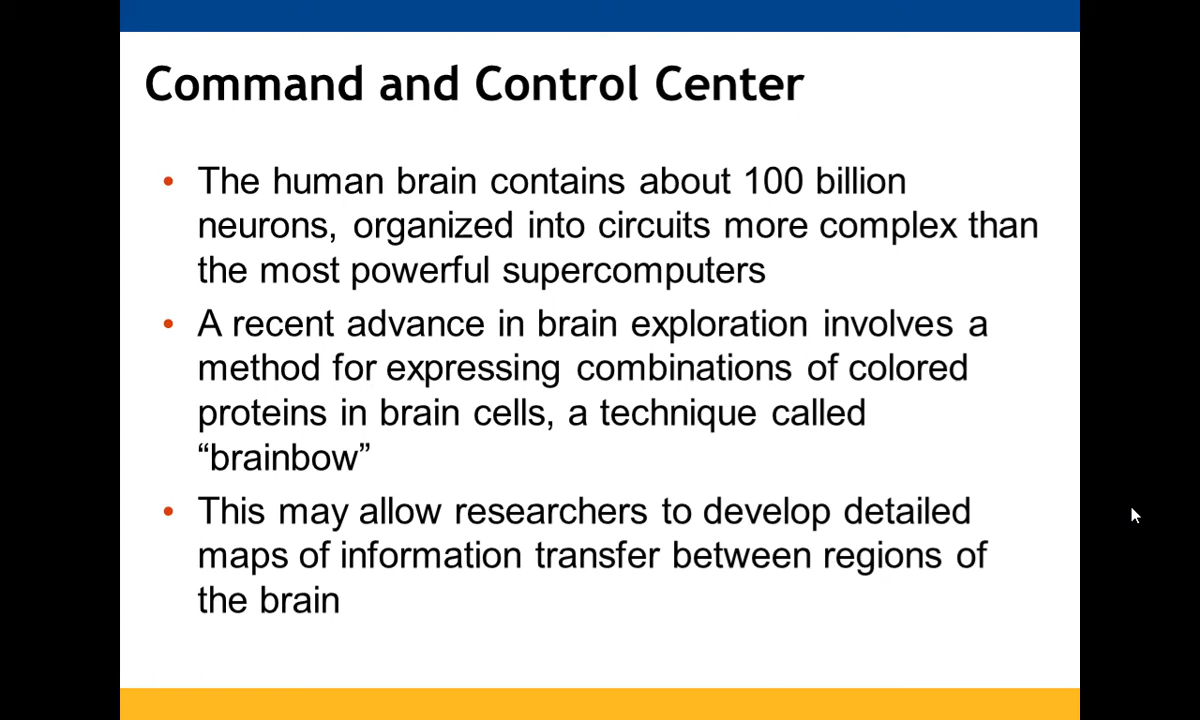 Command and Control Center
• The human brain contains about 100 billion
neurons, organized into circuits more complex than
the most powerful supercomputers
• A recent advance in brain exploration involves a
method for expressing combinations of colored
proteins in brain cells, a technique called
“brainbow”
• This may allow researchers to develop detailed
maps of information transfer between regions of
the brain